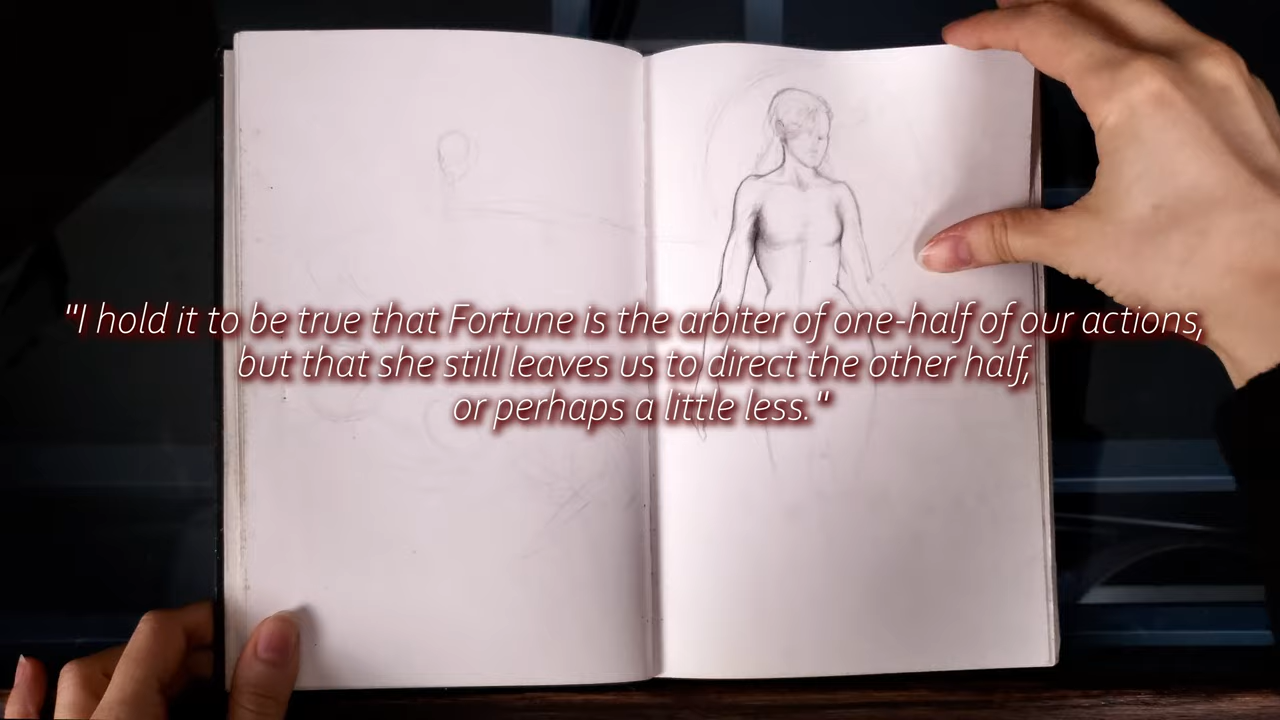 "I hold it to be true that Fortune is the arbiter of one-half of our actions,
but that she still leaves us to direct the other half,
or perhaps a little less."